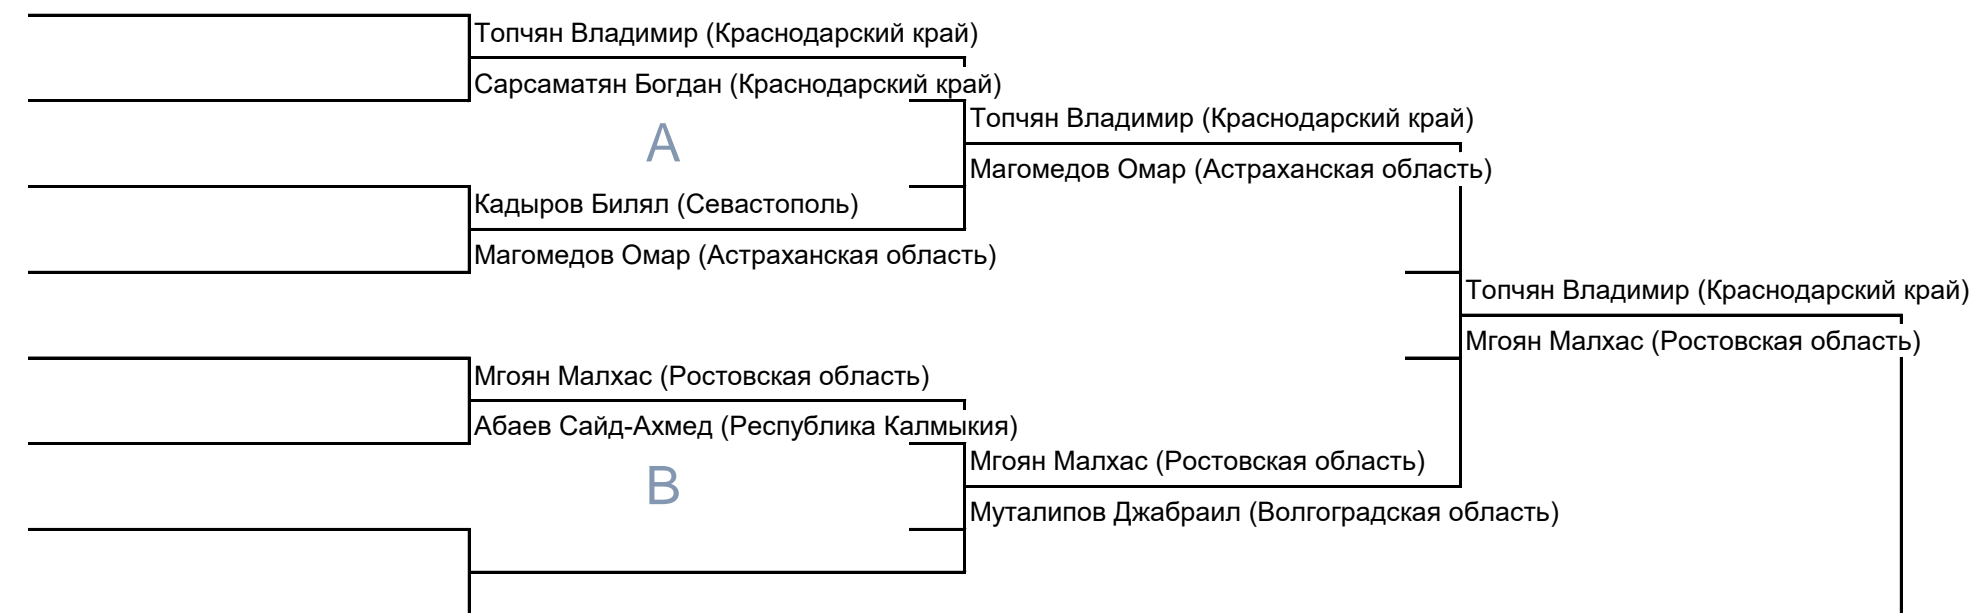 Топчян Владимир (Краснодарский край)
Сарсаматян Богдан (Краснодарский край)
A
Топчян Владимир (Краснодарский край)
Магомедов Омар (Астраханская область)
Кадыров Билял (Севастополь)
Магомедов Омар (Астраханская область)
Топчян Владимир (Краснодарский край)
Мгоян Малхас (Ростовская область)
Мгоян Малхас (Ростовская область)
Абаев Сайд-Ахмед (Республика Калмыкия)
B
Мгоян Малхас (Ростовская область)
Муталипов Джабраил (Волгоградская область)